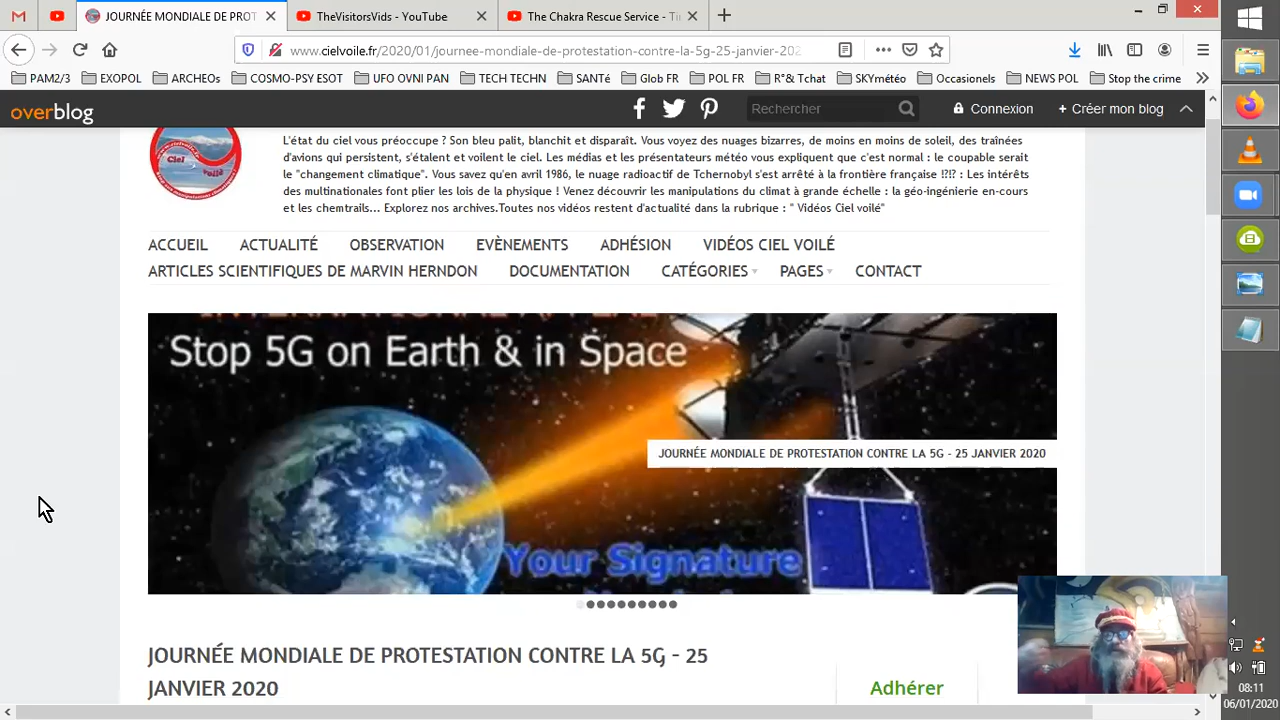 JOURNÉE MONDIALE DE PROT
TheVisitorsVids - YouTube
The Chakra Rescue Service - Ti
www.cielvoile.fr/2020/01/journee-mondiale-de-protestation-contre-la-5g-25-janvier-202
PAM2/3 EXOPOL ARCHEOs COSMO-PSY ESOT UFO OVNI PAN TECH TECHN SANTé Glob FR POL FR R°& Tchat SKYmétéo Occasionels NEWS POL Stop the crime
overblog
Rechercher
Connexion
+ Créer mon blog
Ciel
voilé
L'état du ciel vous préoccupe ? Son bleu palit, blanchit et disparaît. Vous voyez des nuages bizarres, de moins en moins de soleil, des traînées
d'avions qui persistent, s'étalent et voilent le ciel. Les médias et les présentateurs météo vous expliquent que c'est normal : le coupable serait
le "changement climatique". Vous savez qu'en avril 1986, le nuage radioactif de Tchernobyl s'est arrêté à la frontière française !?!? : Les intérêts
des multinationales font plier les lois de la physique ! Venez découvrir les manipulations du climat à grande échelle : la géo-ingénierie en-cours
et les chemtrails... Explorez nos archives.Toutes nos vidéos restent d'actualité dans la rubrique : " Vidéos Ciel voilé"
ACCUEIL ACTUALITÉ OBSERVATION EVÈNEMENTS ADHÉSION VIDÉOS CIEL VOILÉ
ARTICLES SCIENTIFIQUES DE MARVIN HERNDON DOCUMENTATION CATÉGORIES PAGES CONTACT
Stop 5G on Earth & in Space
JOURNÉE MONDIALE DE PROTESTATION CONTRE LA 5G - 25 JANVIER 2020
Your Signature
JOURNÉE MONDIALE DE PROTESTATION CONTRE LA 5G - 25
JANVIER 2020
Adhérer
08:11
06/01/2020